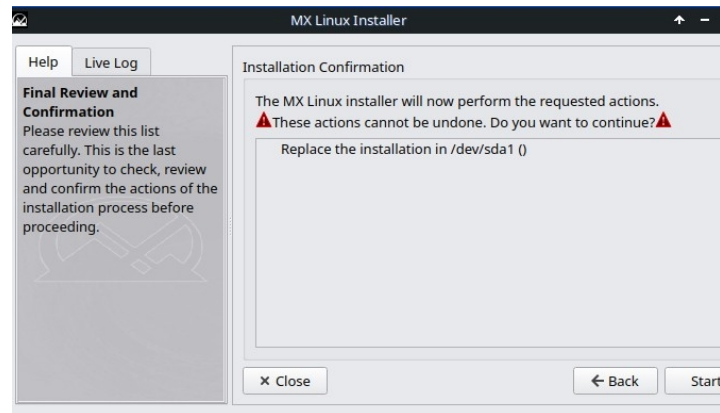 MX Linux Installer
Help
Live Log
Final Review and
Confirmation
Please review this list
carefully. This is the last
opportunity to check, review
and confirm the actions of the
installation process before
proceeding.
Installation Confirmation
The MX Linux installer will now perform the requested actions.
These actions cannot be undone. Do you want to continue?
Replace the installation in /dev/sda1 ()
Close
Back
Start